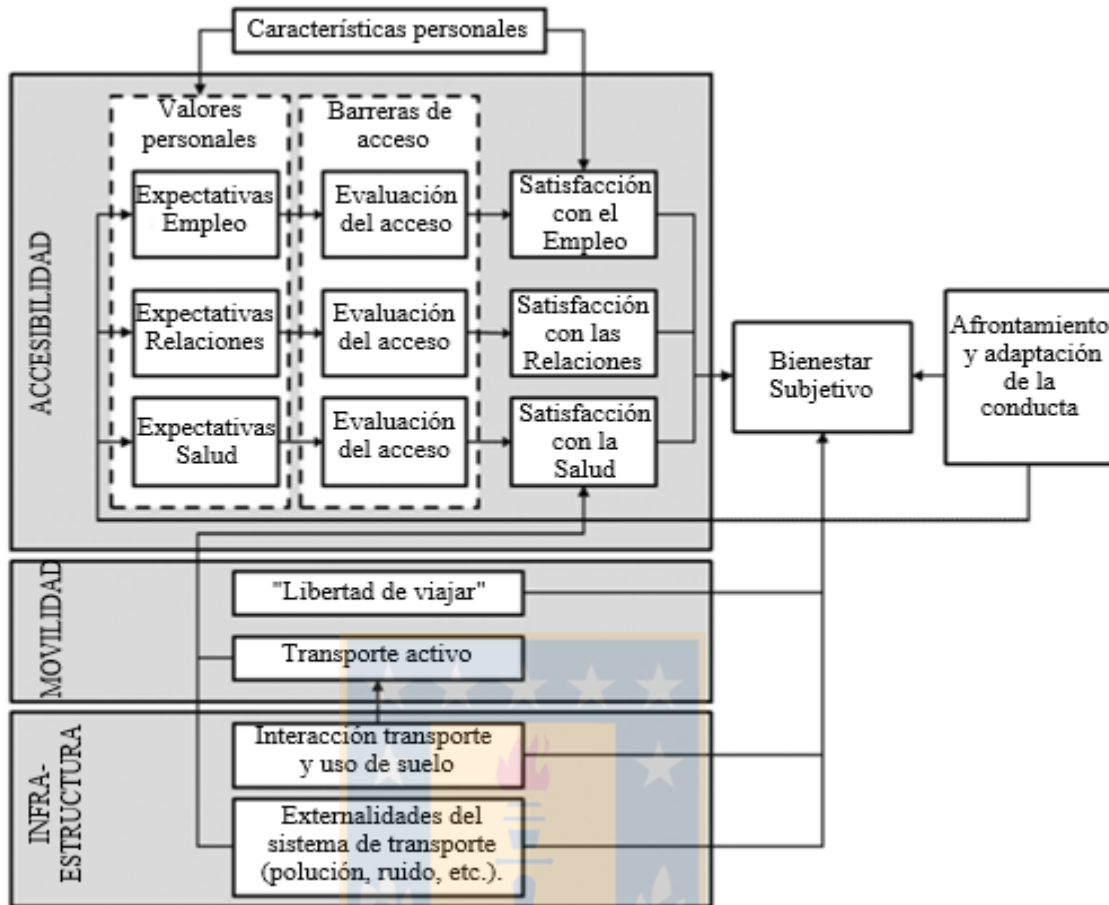 Características personales
ACCESIBILIDAD
Valores
personales
Barreras de
acceso
Expectativas
Empleo
Evaluación
del acceso
Satisfacción
con el
Empleo
Expectativas
Relaciones
Evaluación
del acceso
Satisfacción
con las
Relaciones
Expectativas
Salud
Evaluación
del acceso
Satisfacción
con la
Salud
Bienestar
Subjetivo
Afrontamiento
y adaptación
de la
conducta
MOVILIDAD
"Libertad de viajar"
Transporte activo
INFRA-
ESTRUCTURA
Interacción transporte
y uso de suelo
Externalidades del
sistema de transporte
(polución, ruido, etc.).